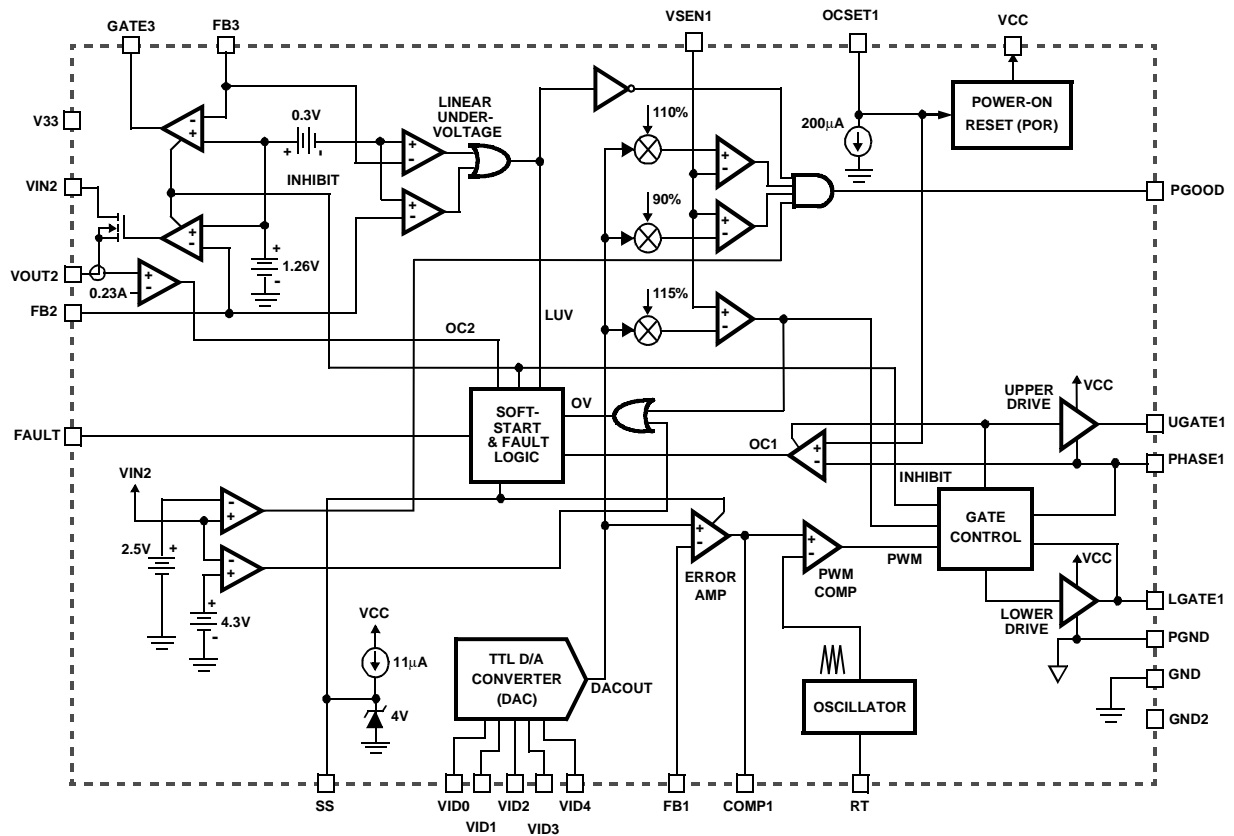 GATE3
FB3
VSEN1
OCSET1
VCC
V33
VIN2
VOUT2
FB2
FAULT
0.3V
+ -
LINEAR
UNDER-
VOLTAGE
INHIBIT
1.26V
0.23A
OC2
LUV
110%
90%
115%
200µA
POWER-ON
RESET (POR)
PGOOD
SOFT-
START
& FAULT
LOGIC
OV
OC1
UPPER
DRIVE
VCC
UGATE1
PHASE1
INHIBIT
GATE
CONTROL
VIN2
2.5V
4.3V
ERROR
AMP
PWM
COMP
PWM
VCC
LOWER
DRIVE
LGATE1
PGND
GND
GND2
VCC
11µA
4V
TTL D/A
CONVERTER
(DAC)
DACOUT
OSCILLATOR
SS
VID0
VID1
VID2
VID3
VID4
FB1
COMP1
RT